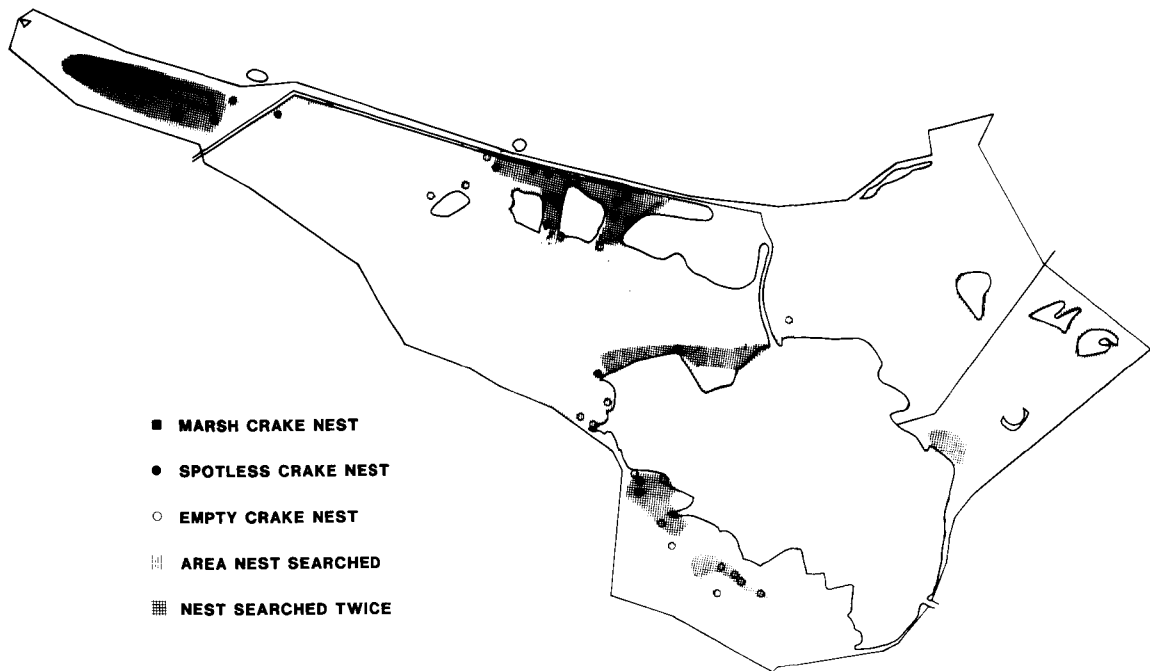 MARSH CRAKE NEST
SPOTLESS CRAKE NEST
EMPTY CRAKE NEST
AREA NEST SEARCHED
NEST SEARCHED TWICE